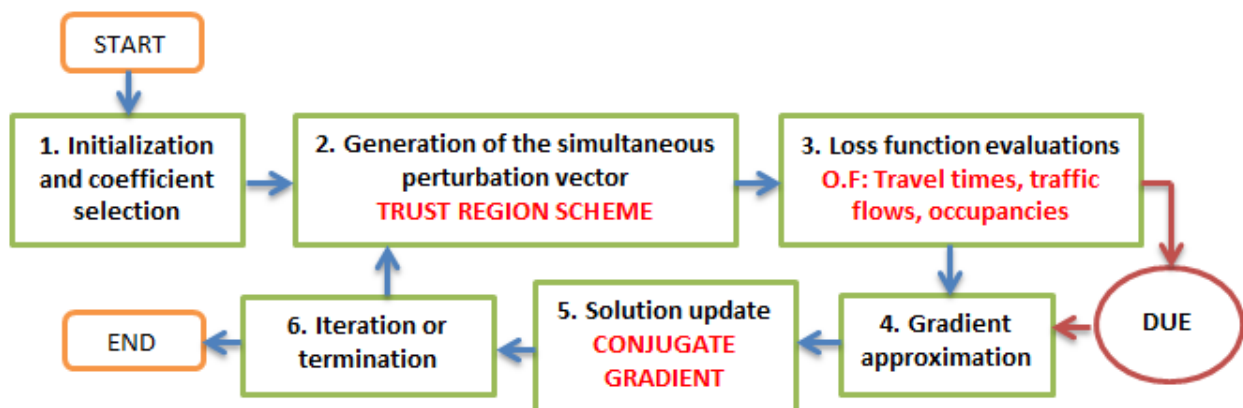 START
1. Initialization
and coefficient
selection
2. Generation of the simultaneous
perturbation vector
TRUST REGION SCHEME
3. Loss function evaluations
O.F: Travel times, traffic
flows, occupancies
DUE
4. Gradient
approximation
5. Solution update
CONJUGATE
GRADIENT
6. Iteration or
termination
END